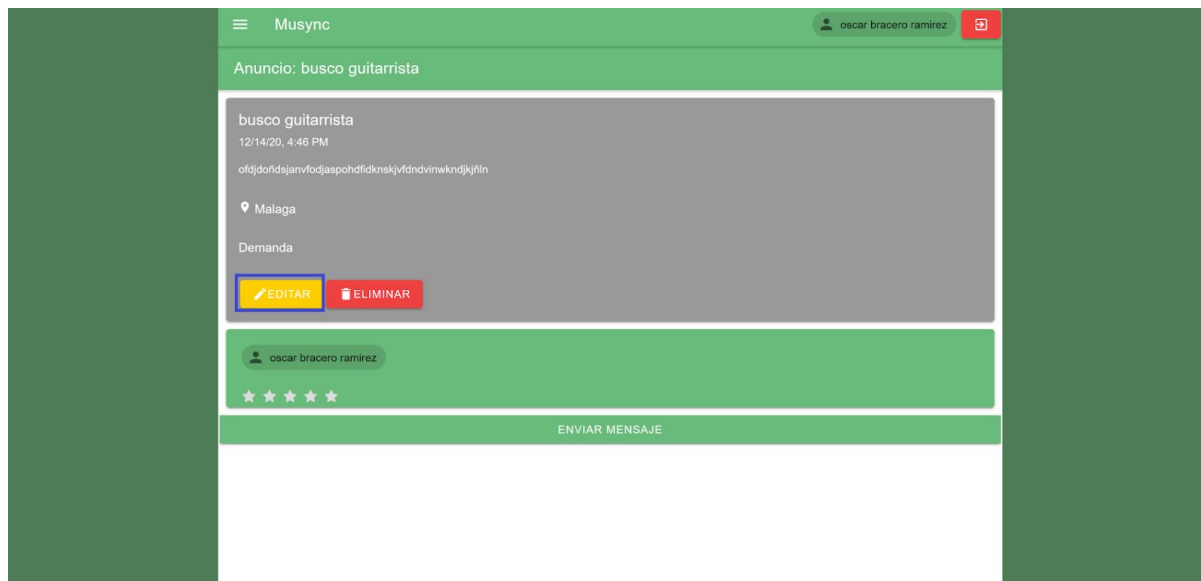 Musync
oscar bracero ramirez
Anuncio: busco guitarrista
busco guitarrista
12/14/20, 4:46 PM
ofdjdoñdsjanvfodjaspohdfidknskjvfdndvinwkndjkjñln
Malaga
Demanda
EDITAR ELIMINAR
oscar bracero ramirez
ENVIAR MENSAJE